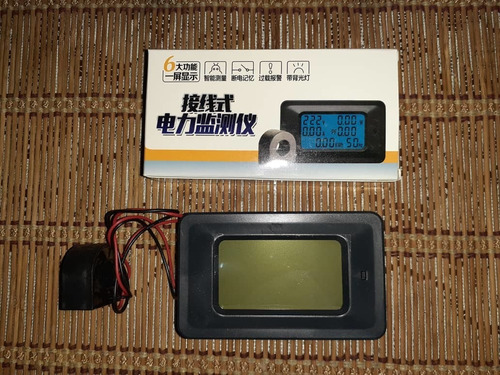 6大功能
一屏显示
智能测量
断电记忆
过载报警
带背光灯
接线式
电力监测仪
222 0.00
0.00 0.00
0.00 50